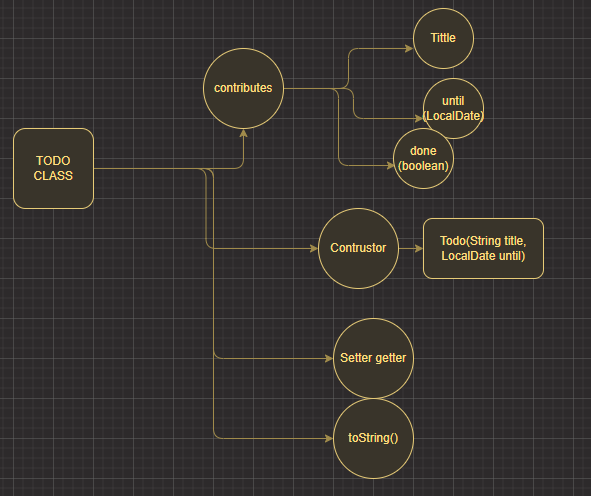 Tittle
contributes
until
(LocalDate)
done
(boolean)
TODO
CLASS
Contrustor
Todo(String title,
LocalDate until)
Setter getter
toString()